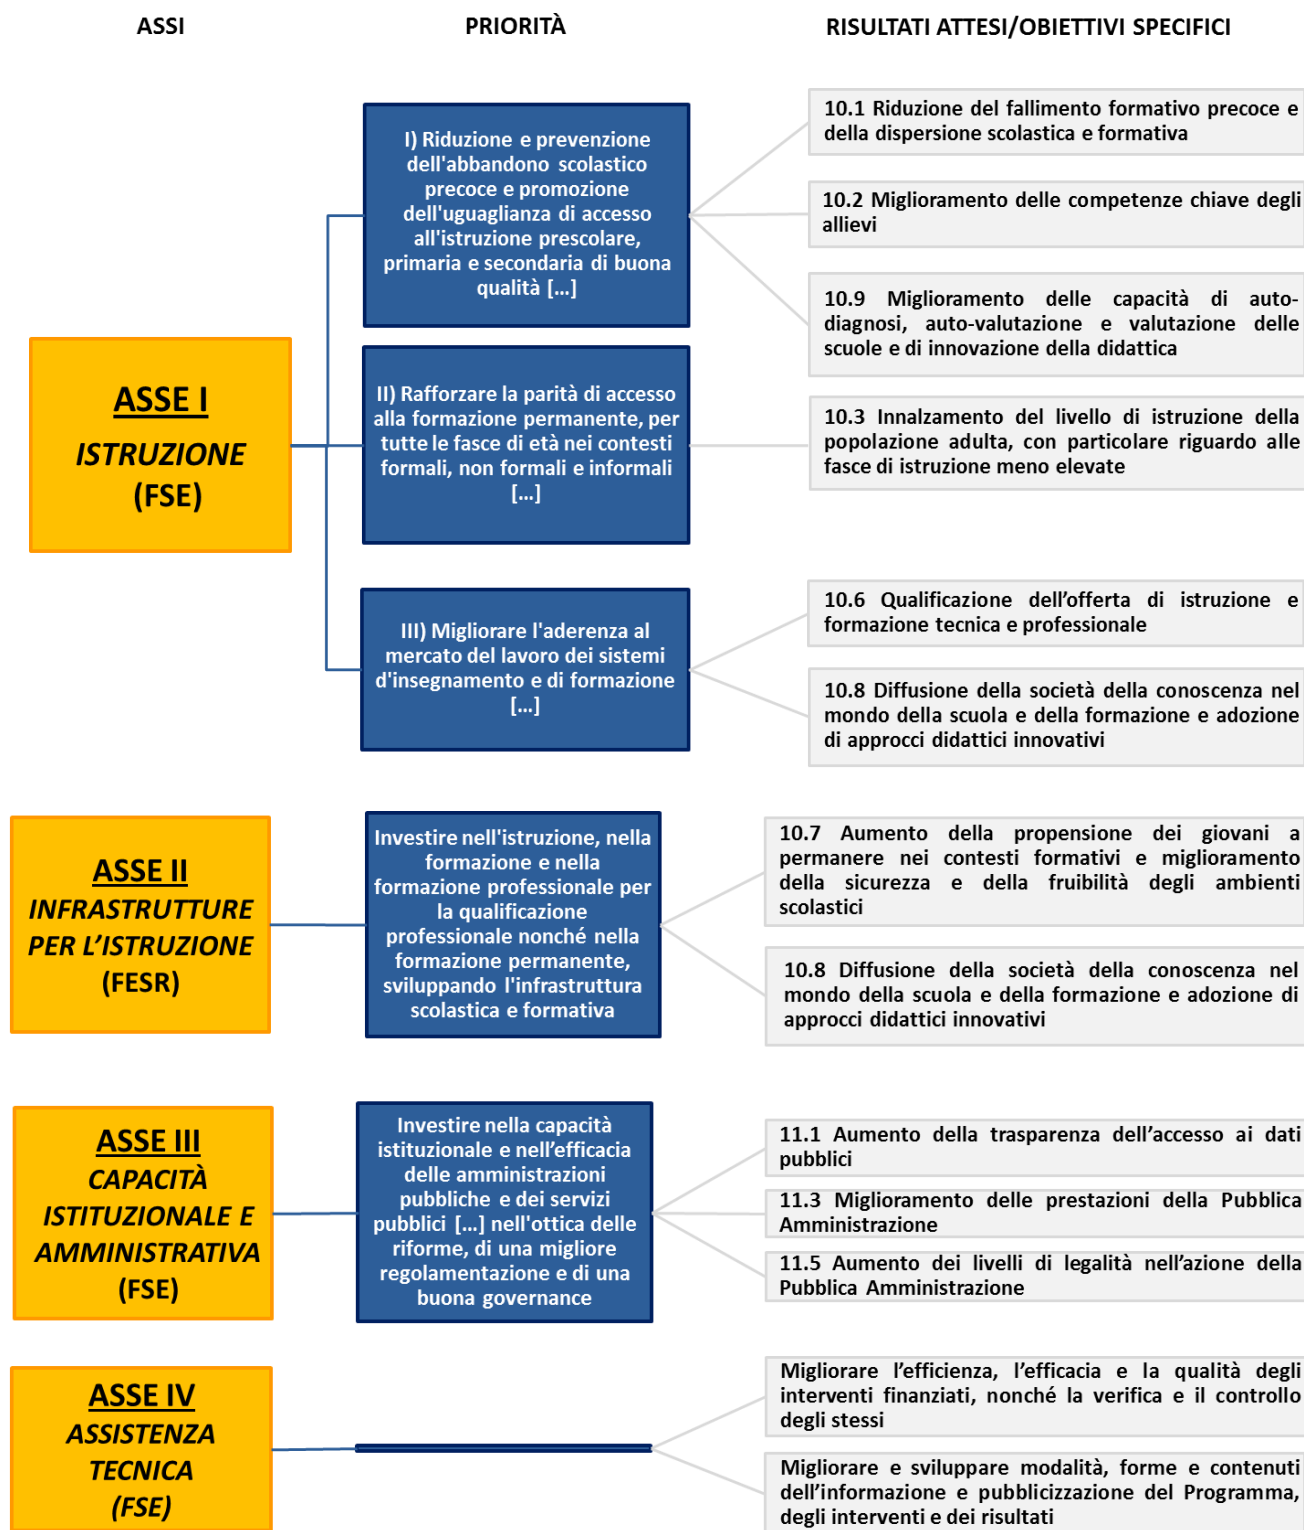 ASSI
PRIORITÀ
RISULTATI ATTESI/OBIETTIVI SPECIFICI
ASSE I
ISTRUZIONE
(FSE)
I) Riduzione e prevenzione
dell'abbandono scolastico
precoce e promozione
dell'uguaglianza di accesso
all'istruzione prescolare,
primaria e secondaria di buona
qualità [...]
10.1 Riduzione del fallimento formativo precoce e
della dispersione scolastica e formativa
10.2 Miglioramento delle competenze chiave degli
allievi
10.9 Miglioramento delle capacità di auto-
diagnosi, auto-valutazione e valutazione delle
scuole e di innovazione della didattica
II) Rafforzare la parità di accesso
alla formazione permanente, per
tutte le fasce di età nei contesti
formali, non formali e informali
[...]
10.3 Innalzamento del livello di istruzione della
popolazione adulta, con particolare riguardo alle
fasce di istruzione meno elevate
III) Migliorare l'aderenza al
mercato del lavoro dei sistemi
d'insegnamento e di formazione
[...]
10.6 Qualificazione dell’offerta di istruzione e
formazione tecnica e professionale
10.8 Diffusione della società della conoscenza nel
mondo della scuola e della formazione e adozione
di approcci didattici innovativi
ASSE II
INFRASTRUTTURE
PER L’ISTRUZIONE
(FESR)
Investire nell'istruzione, nella
formazione e nella
formazione professionale per
la qualificazione
professionale nonché nella
formazione permanente,
sviluppando l'infrastruttura
scolastica e formativa
10.7 Aumento della propensione dei giovani a
permanere nei contesti formativi e miglioramento
della sicurezza e della fruibilità degli ambienti
scolastici
10.8 Diffusione della società della conoscenza nel
mondo della scuola e della formazione e adozione di
approcci didattici innovativi
ASSE III
CAPACITÀ
ISTITUZIONALE E
AMMINISTRATIVA
(FSE)
Investire nella capacità
istituzionale e nell’efficacia
delle amministrazioni
pubbliche e dei servizi
pubblici [...] nell'ottica delle
riforme, di una migliore
regolamentazione e di una
buona governance
11.1 Aumento della trasparenza dell’accesso ai dati
pubblici
11.3 Miglioramento delle prestazioni della Pubblica
Amministrazione
11.5 Aumento dei livelli di legalità nell’azione della
Pubblica Amministrazione
ASSE IV
ASSISTENZA
TECNICA
(FSE)
Migliorare l’efficienza, l’efficacia e la qualità degli
interventi finanziati, nonché la verifica e il controllo
degli stessi
Migliorare e sviluppare modalità, forme e contenuti
dell’informazione e pubblicizzazione del Programma,
degli interventi e dei risultati